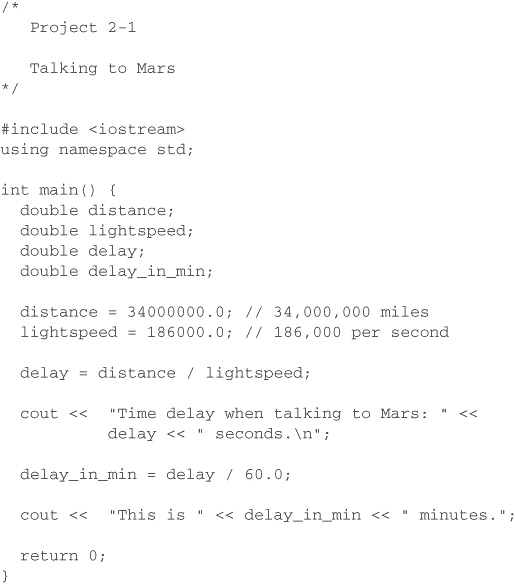 /*
   Project 2-1

   Talking to Mars
*/

#include <iostream>
using namespace std;

int main() {
  double distance;
  double lightspeed;
  double delay;
  double delay_in_min;

  distance = 34000000.0; // 34,000,000 miles
  lightspeed = 186000.0; // 186,000 per second

  delay = distance / lightspeed;

  cout <<  "Time delay when talking to Mars: " <<
           delay << " seconds.\n";

  delay_in_min = delay / 60.0;

  cout <<  "This is " << delay_in_min << " minutes.";

  return 0;
}